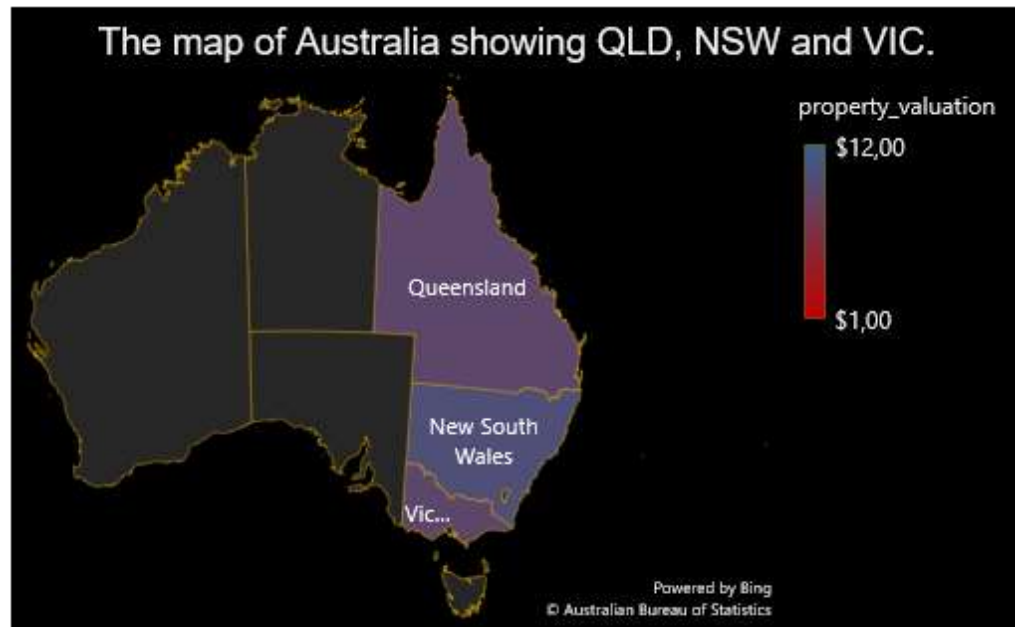 The map of Australia showing QLD, NSW and VIC.
property_valuation
$12,00
$1,00
Queensland
New South
Wales
Vic...
Powered by Bing
© Australian Bureau of Statistics